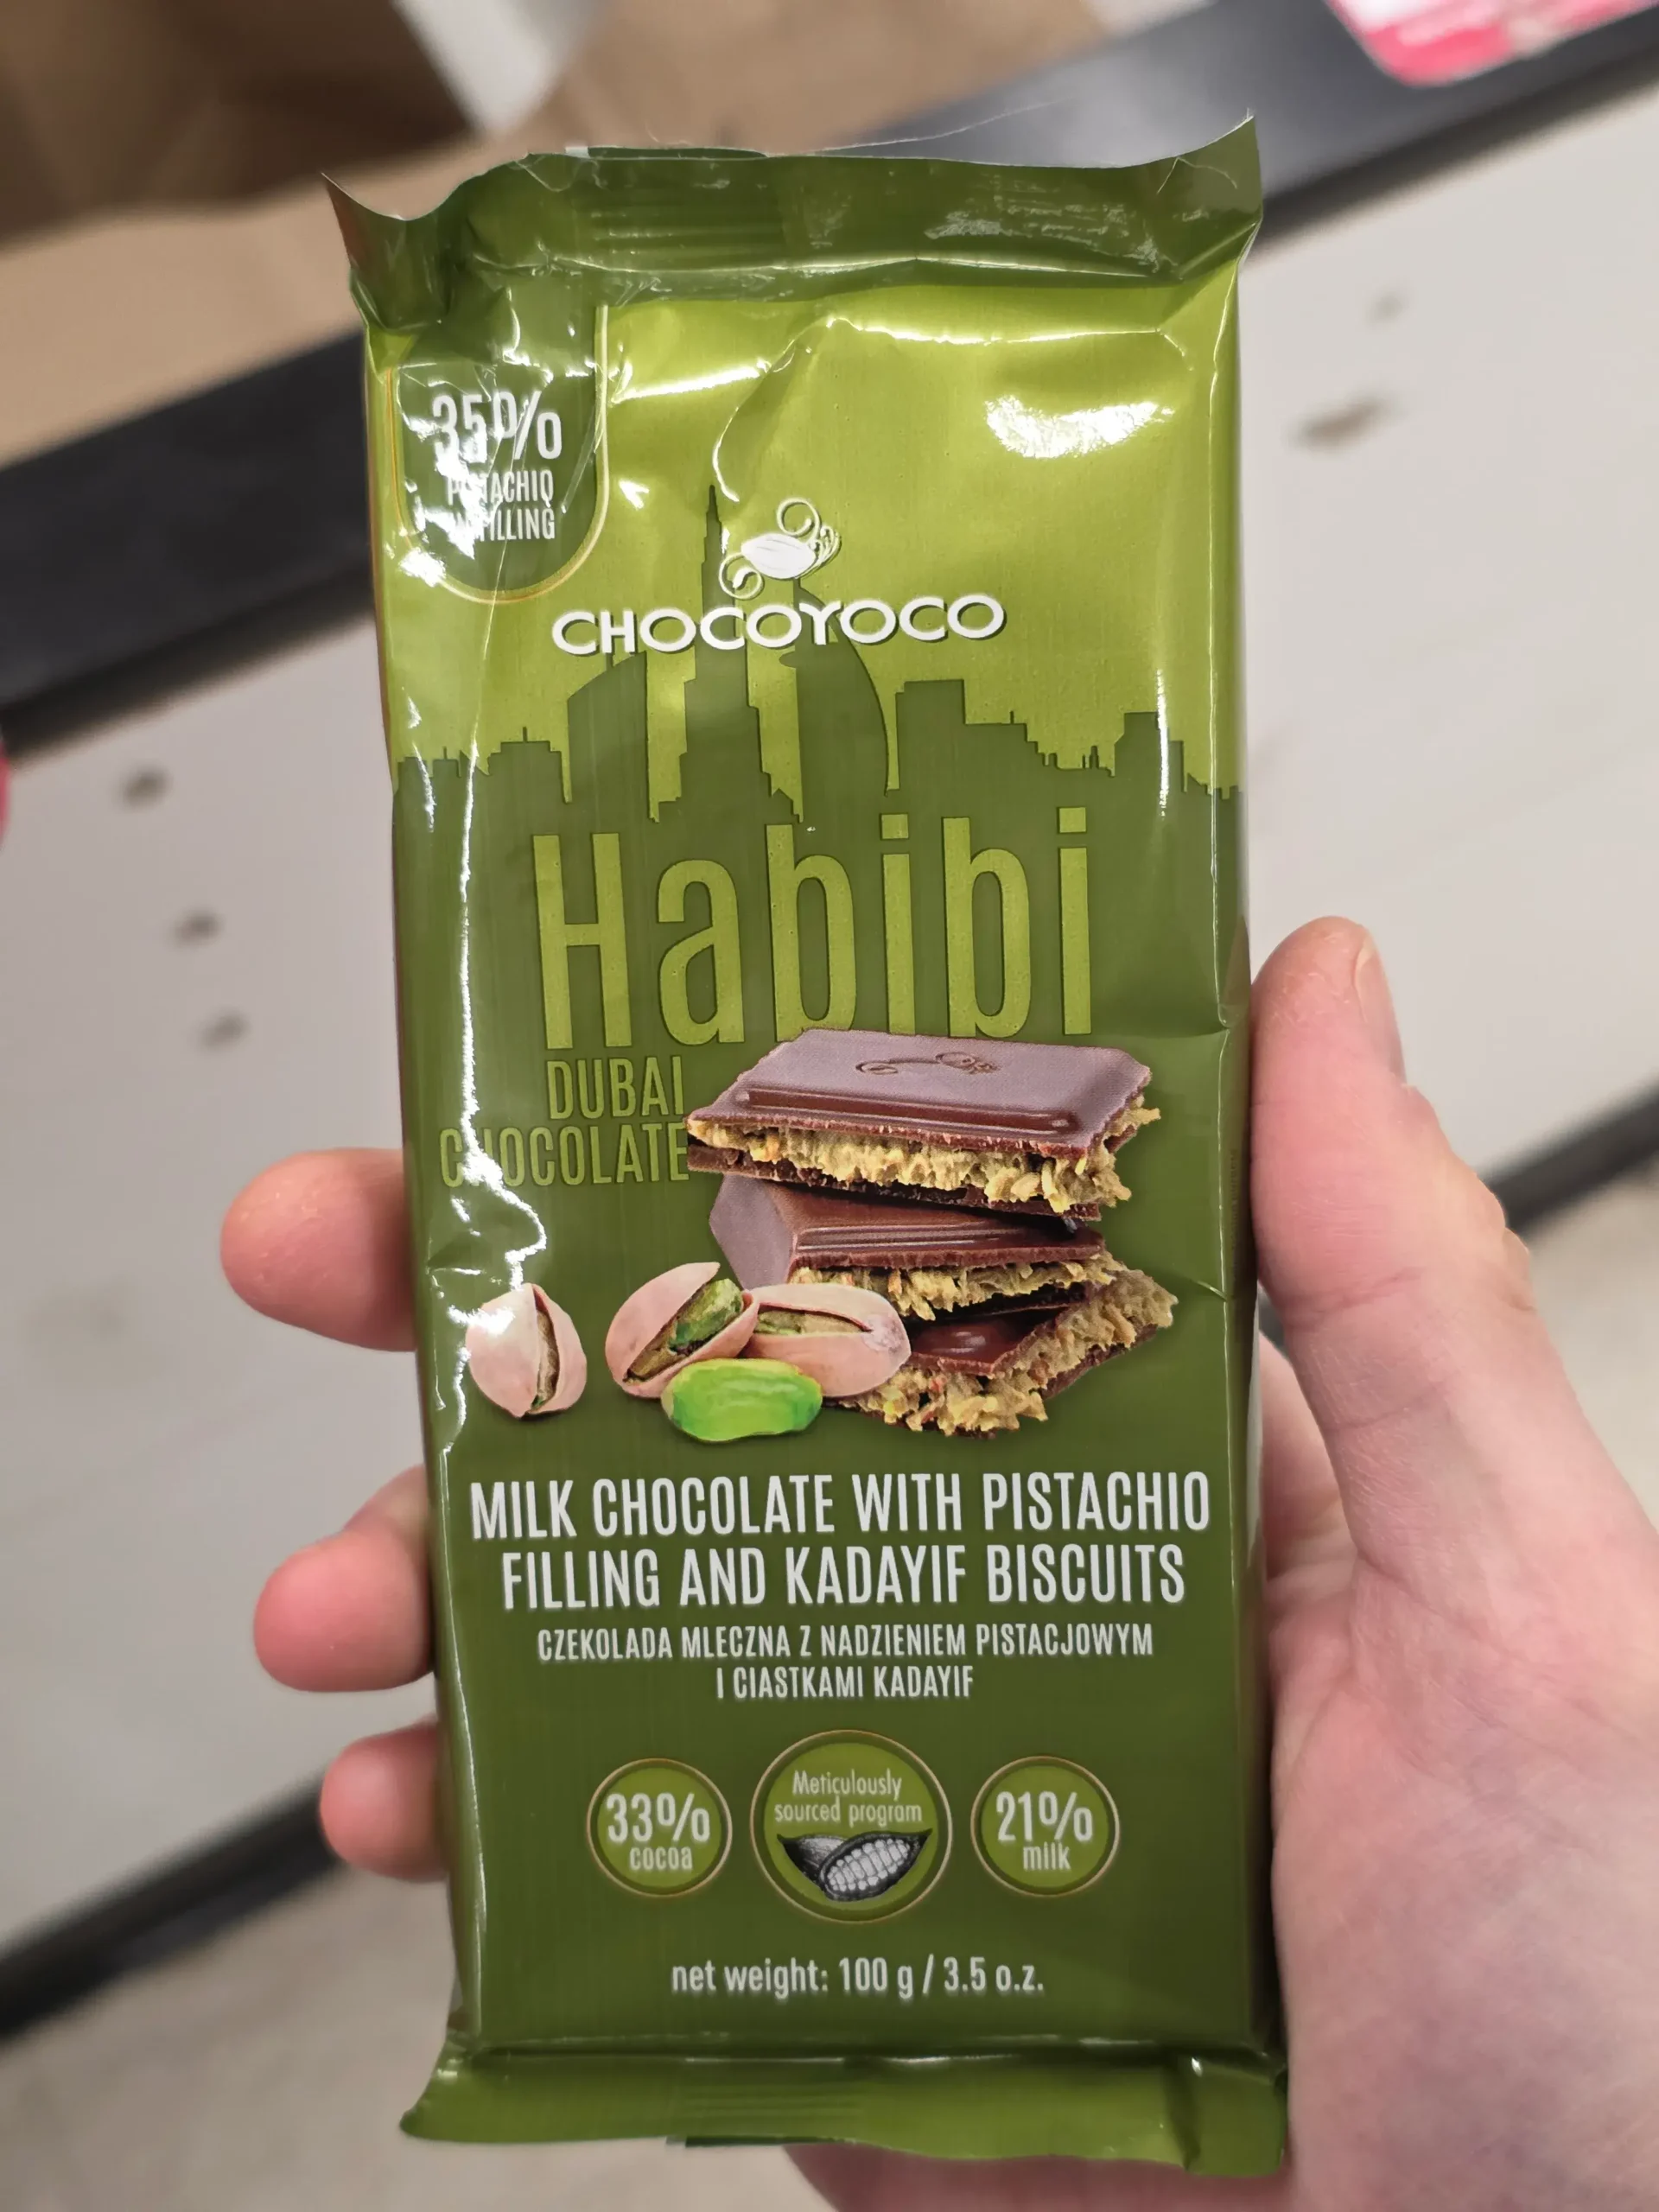 35%
PISTACHIO
IN FILLING
CHOCOYOCO
Habibi
DUBAI
CHOCOLATE
MILK CHOCOLATE WITH PISTACHIO
FILLING AND KADAYIF BISCUITS
CZEKOLADA MLECZNA Z NADZIENIEM PISTACJOWYM
I CIASTKAMI KADAYIF
33%
cocoa
Meticulously
sourced program
21%
milk
net weight: 100 g / 3.5 o.z.